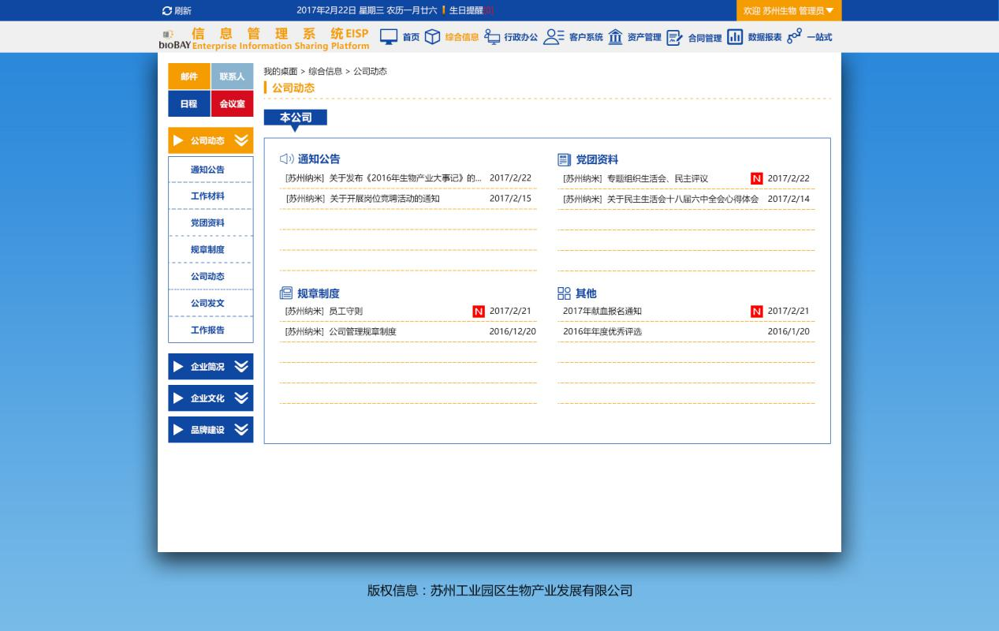 刷新 2017年2月22日 星期三 农历一月廿六 生日提醒[0] 欢迎 苏州生物 管理员
bioBAY 信息管理系统EISP
Enterprise Information Sharing Platform
首页 综合信息 行政办公 客户系统 资产管理 合同管理 数据报表 一站式
邮件 联系人
日程 会议室
公司动态
通知公告
工作材料
党团资料
规章制度
公司动态
公司发文
工作报告
企业简况
企业文化
品牌建设
我的桌面 > 综合信息 > 公司动态
公司动态
本公司
通知公告
[苏州纳米] 关于发布《2016年生物产业大事记》的... 2017/2/22
[苏州纳米] 关于开展岗位竞聘活动的通知 2017/2/15
党团资料
[苏州纳米] 专题组织生活会、民主评议 N 2017/2/22
[苏州纳米] 关于民主生活会十八届六中全会心得体会 2017/2/14
规章制度
[苏州纳米] 员工守则 N 2017/2/21
[苏州纳米] 公司管理规章制度 2016/12/20
其他
2017年献血报名通知 N 2017/2/21
2016年年度优秀评选 2016/1/20
版权信息：苏州工业园区生物产业发展有限公司